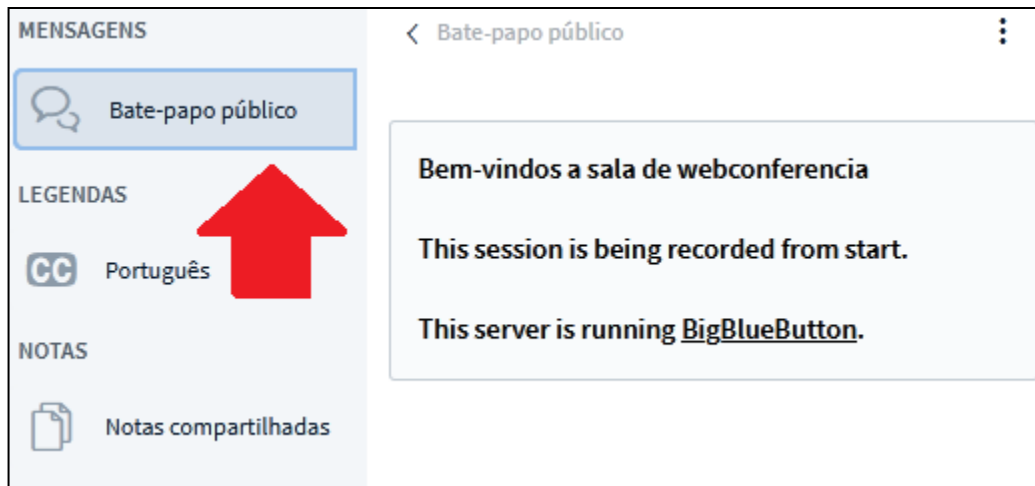 MENSAGENS
Bate-papo público
LEGENDAS
CC Português
NOTAS
Notas compartilhadas
Bate-papo público
Bem-vindos a sala de webconferencia
This session is being recorded from start.
This server is running BigBlueButton.